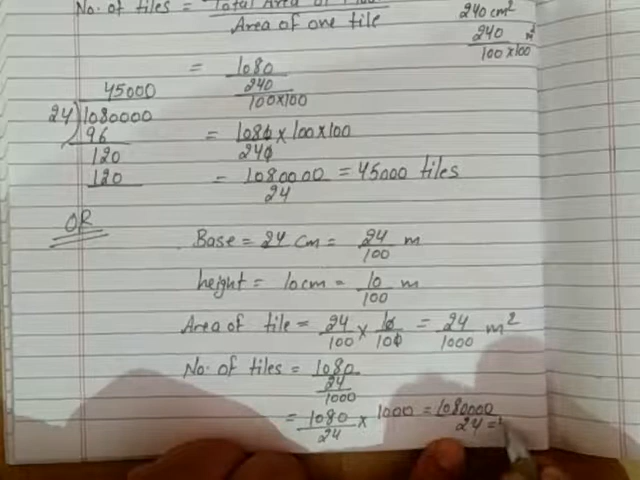 No. of tiles = Total Area of
Area of one tile
240 cm²
240 m²
100×100
= 1080
240
100×100
45000
24)1080000
96
120
120
= 1080×100×100
240
= 1080000 = 45000 tiles
24
OR
Base = 24 cm = 24 m
100
height = 10cm = 10 m
100
Area of tile = 24 × 10 = 24 m²
100 100 1000
No. of tiles = 1080
24
1000
= 1080 × 1000 = 1080000
24 24 =